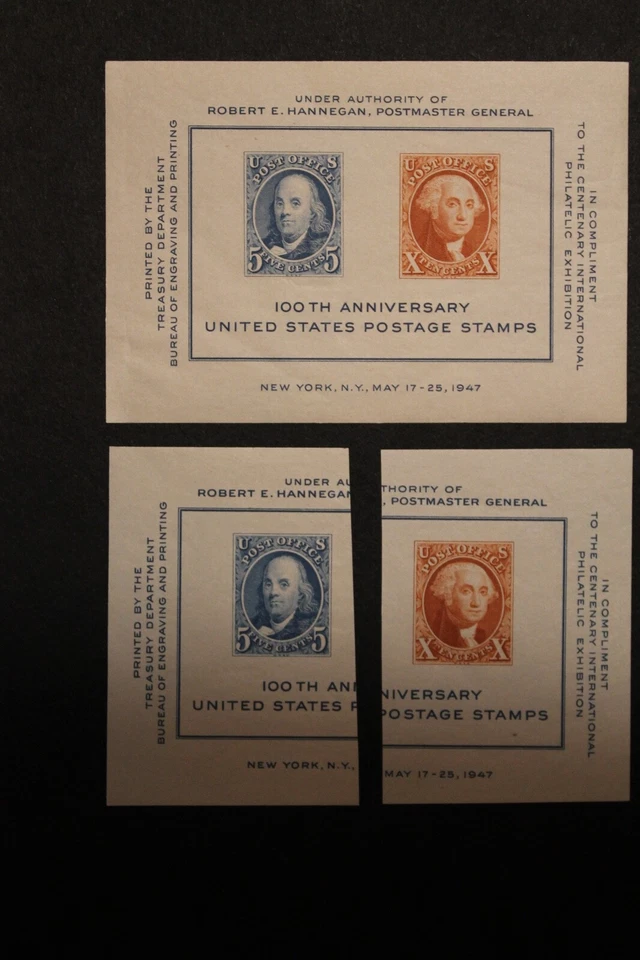 UNDER AUTHORITY OF
ROBERT E. HANNEGAN, POSTMASTER GENERAL
PRINTED BY THE
TREASURY DEPARTMENT
BUREAU OF ENGRAVING AND PRINTING
U S
POST OFFICE
5 FIVE CENTS 5
U S
POST OFFICE
X TEN CENTS X
IN COMPLIMENT
TO THE CENTENARY INTERNATIONAL
PHILATELIC EXHIBITION
100TH ANNIVERSARY
UNITED STATES POSTAGE STAMPS
NEW YORK, N.Y., MAY 17-25, 1947
UNDER AU
ROBERT E. HANNEGAN
PRINTED BY THE
TREASURY DEPARTMENT
BUREAU OF ENGRAVING AND PRINTING
U S
POST OFFICE
5 FIVE CENTS 5
100TH ANN
UNITED STATES P
NEW YORK, N.Y.,
THORITY OF
, POSTMASTER GENERAL
U S
POST OFFICE
X TEN CENTS X
IN COMPLIMENT
TO THE CENTENARY INTERNATIONAL
PHILATELIC EXHIBITION
NIVERSARY
POSTAGE STAMPS
MAY 17-25, 1947